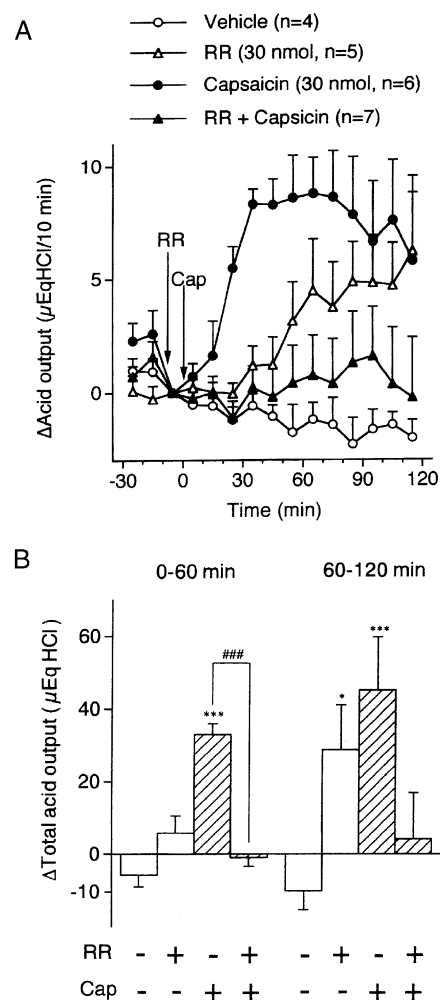 A
Vehicle (n=4)
RR (30 nmol, n=5)
Capsaicin (30 nmol, n=6)
RR + Capsicin (n=7)
ΔAcid output (μEqHCl/10 min)
10
5
0
RR
Cap
-30 0 30 60 90 120
Time (min)
B
0-60 min 60-120 min
ΔTotal acid output (μEq HCl)
60
40
20
0
-10
***
###
*
***
RR - + - + - + - +
Cap - - + + - - + +